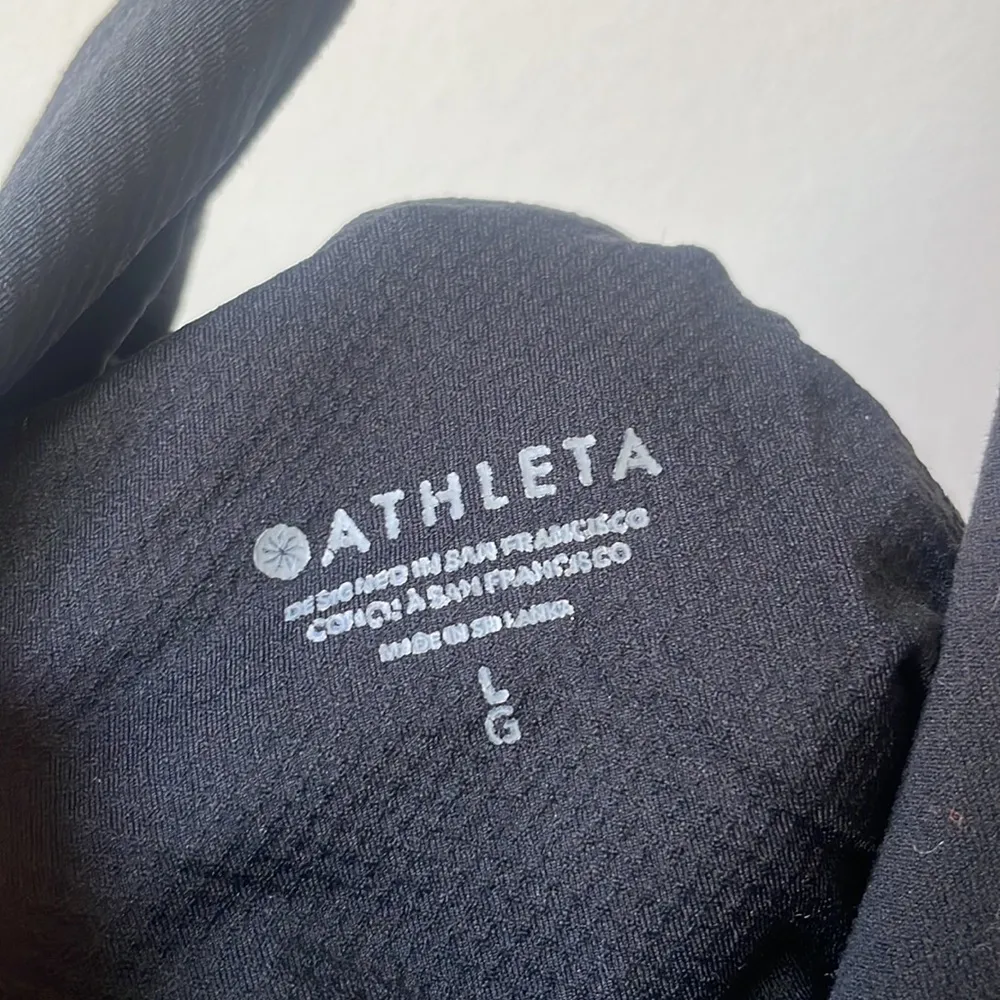 ATHLETA
DESIGNED IN SAN FRANCISCO
CONÇU À SAN FRANCISCO
MADE IN SRI LANKA
L
G